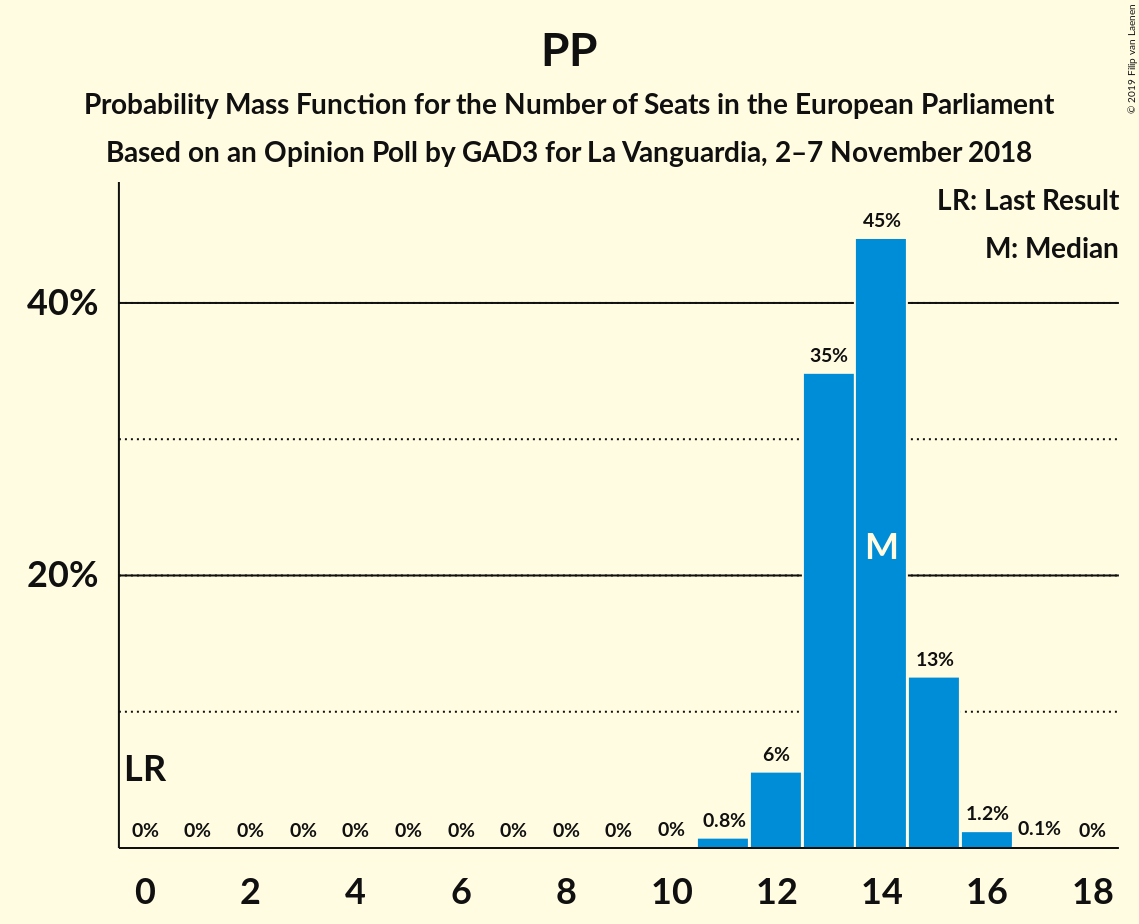 PP
Probability Mass Function for the Number of Seats in the European Parliament
Based on an Opinion Poll by GAD3 for La Vanguardia, 2–7 November 2018
© 2019 Filip van Laenen
LR: Last Result
M: Median
45%
40%
35%
M
20%
13%
LR
6%
0% 0% 0% 0% 0% 0% 0% 0% 0% 0% 0% 0.8% 1.2% 0.1% 0%
0 2 4 6 8 10 12 14 16 18